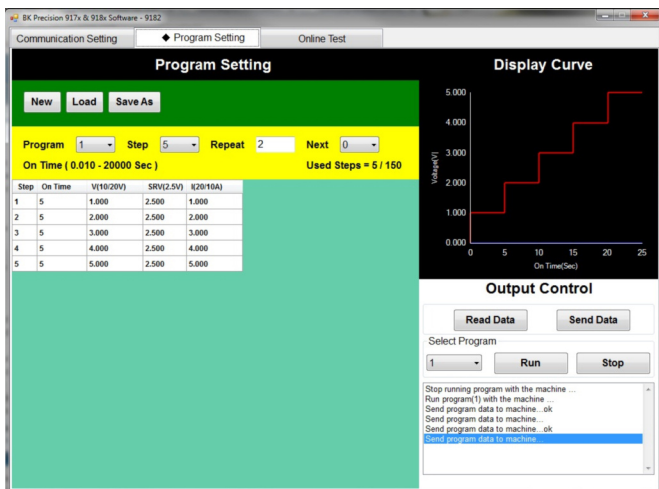 BK Precision 917x & 918x Software - 9182
Communication Setting ◆ Program Setting Online Test
Program Setting
New Load Save As
Program 1 Step 5 Repeat 2 Next 0
On Time ( 0.010 - 20000 Sec ) Used Steps = 5 / 150
Step On Time V(10/20V) SRV(2.5V) I(20/10A)
1 5 1.000 2.500 1.000
2 5 2.000 2.500 2.000
3 5 3.000 2.500 3.000
4 5 4.000 2.500 4.000
5 5 5.000 2.500 5.000
Display Curve
5.000
4.000
3.000
2.000
1.000
0.000
Voltage(V)
0 5 10 15 20 25
On Time(Sec)
Output Control
Read Data Send Data
Select Program
1 Run Stop
Stop running program with the machine ...
Run program(1) with the machine ...
Send program data to machine...ok
Send program data to machine...
Send program data to machine...ok
Send program data to machine...